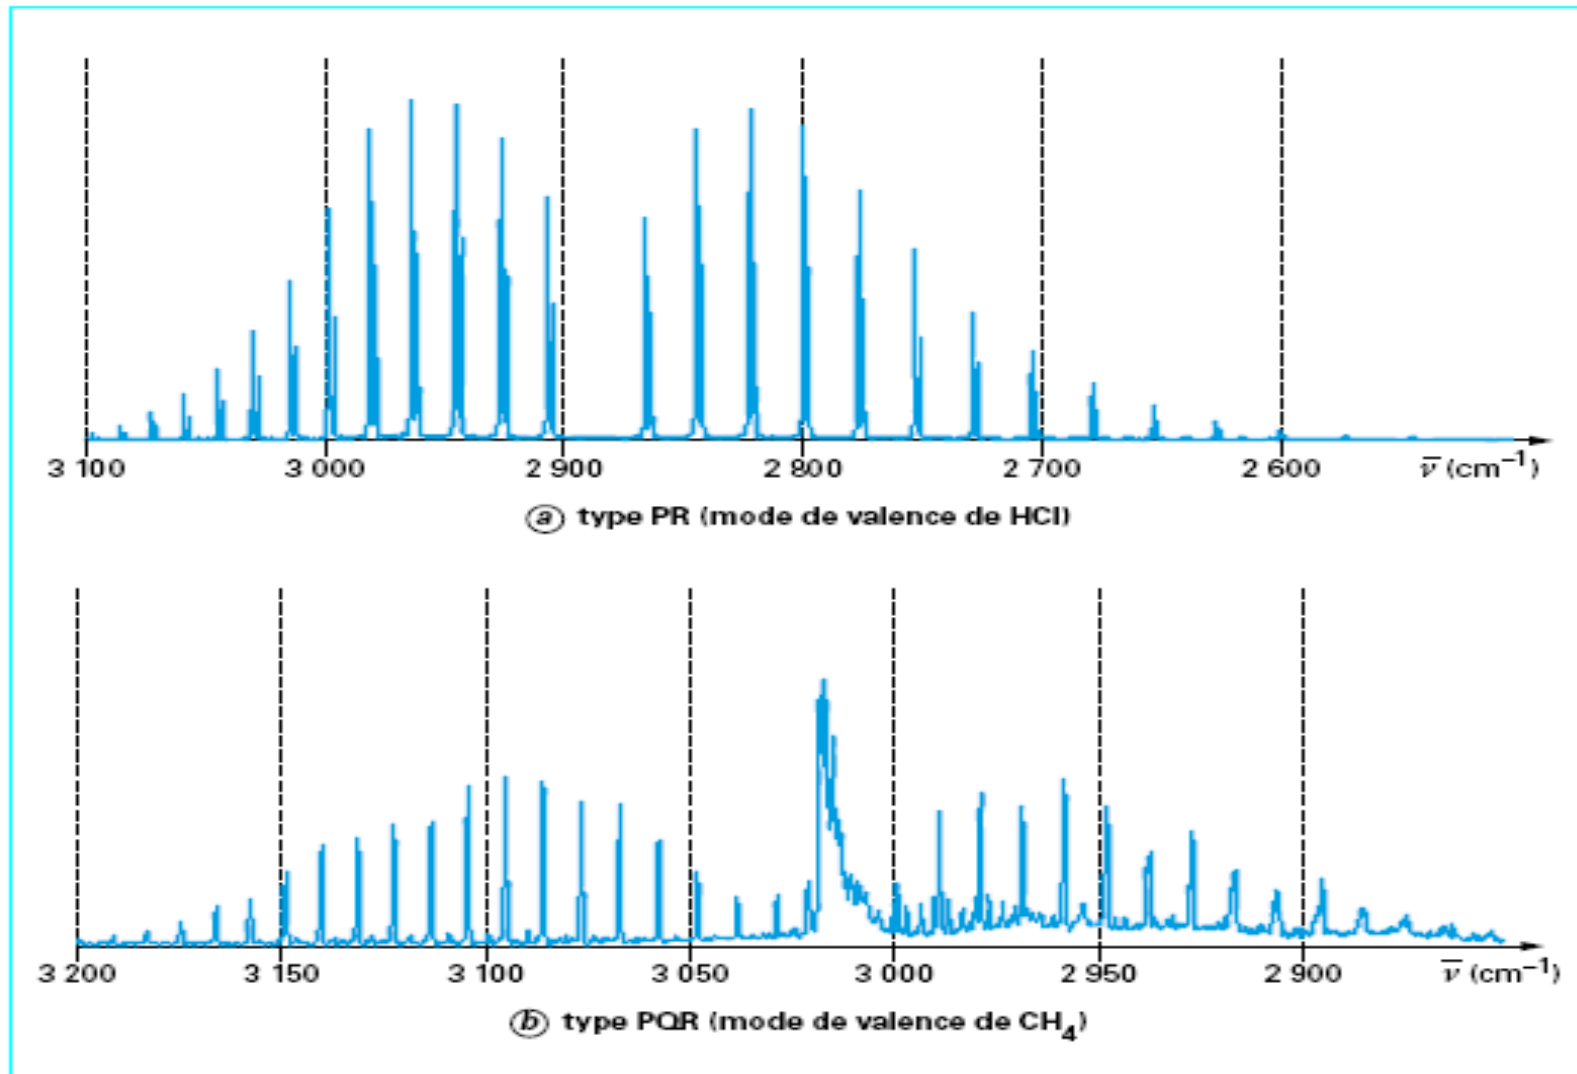 3 100 3 000 2 900 2 800 2 700 2 600 ν̅ (cm⁻¹)
ⓐ type PR (mode de valence de HCl)
3 200 3 150 3 100 3 050 3 000 2 950 2 900 ν̅ (cm⁻¹)
ⓑ type PQR (mode de valence de CH₄)